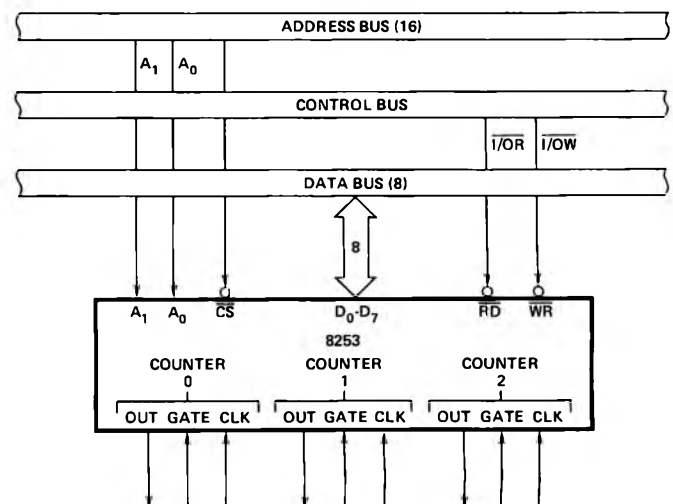 ADDRESS BUS (16)
A1 A0
CONTROL BUS
I/OR I/OW
DATA BUS (8)
8
A1 A0 CS D0-D7 RD WR
8253
COUNTER COUNTER COUNTER
0 1 2
OUT GATE CLK OUT GATE CLK OUT GATE CLK